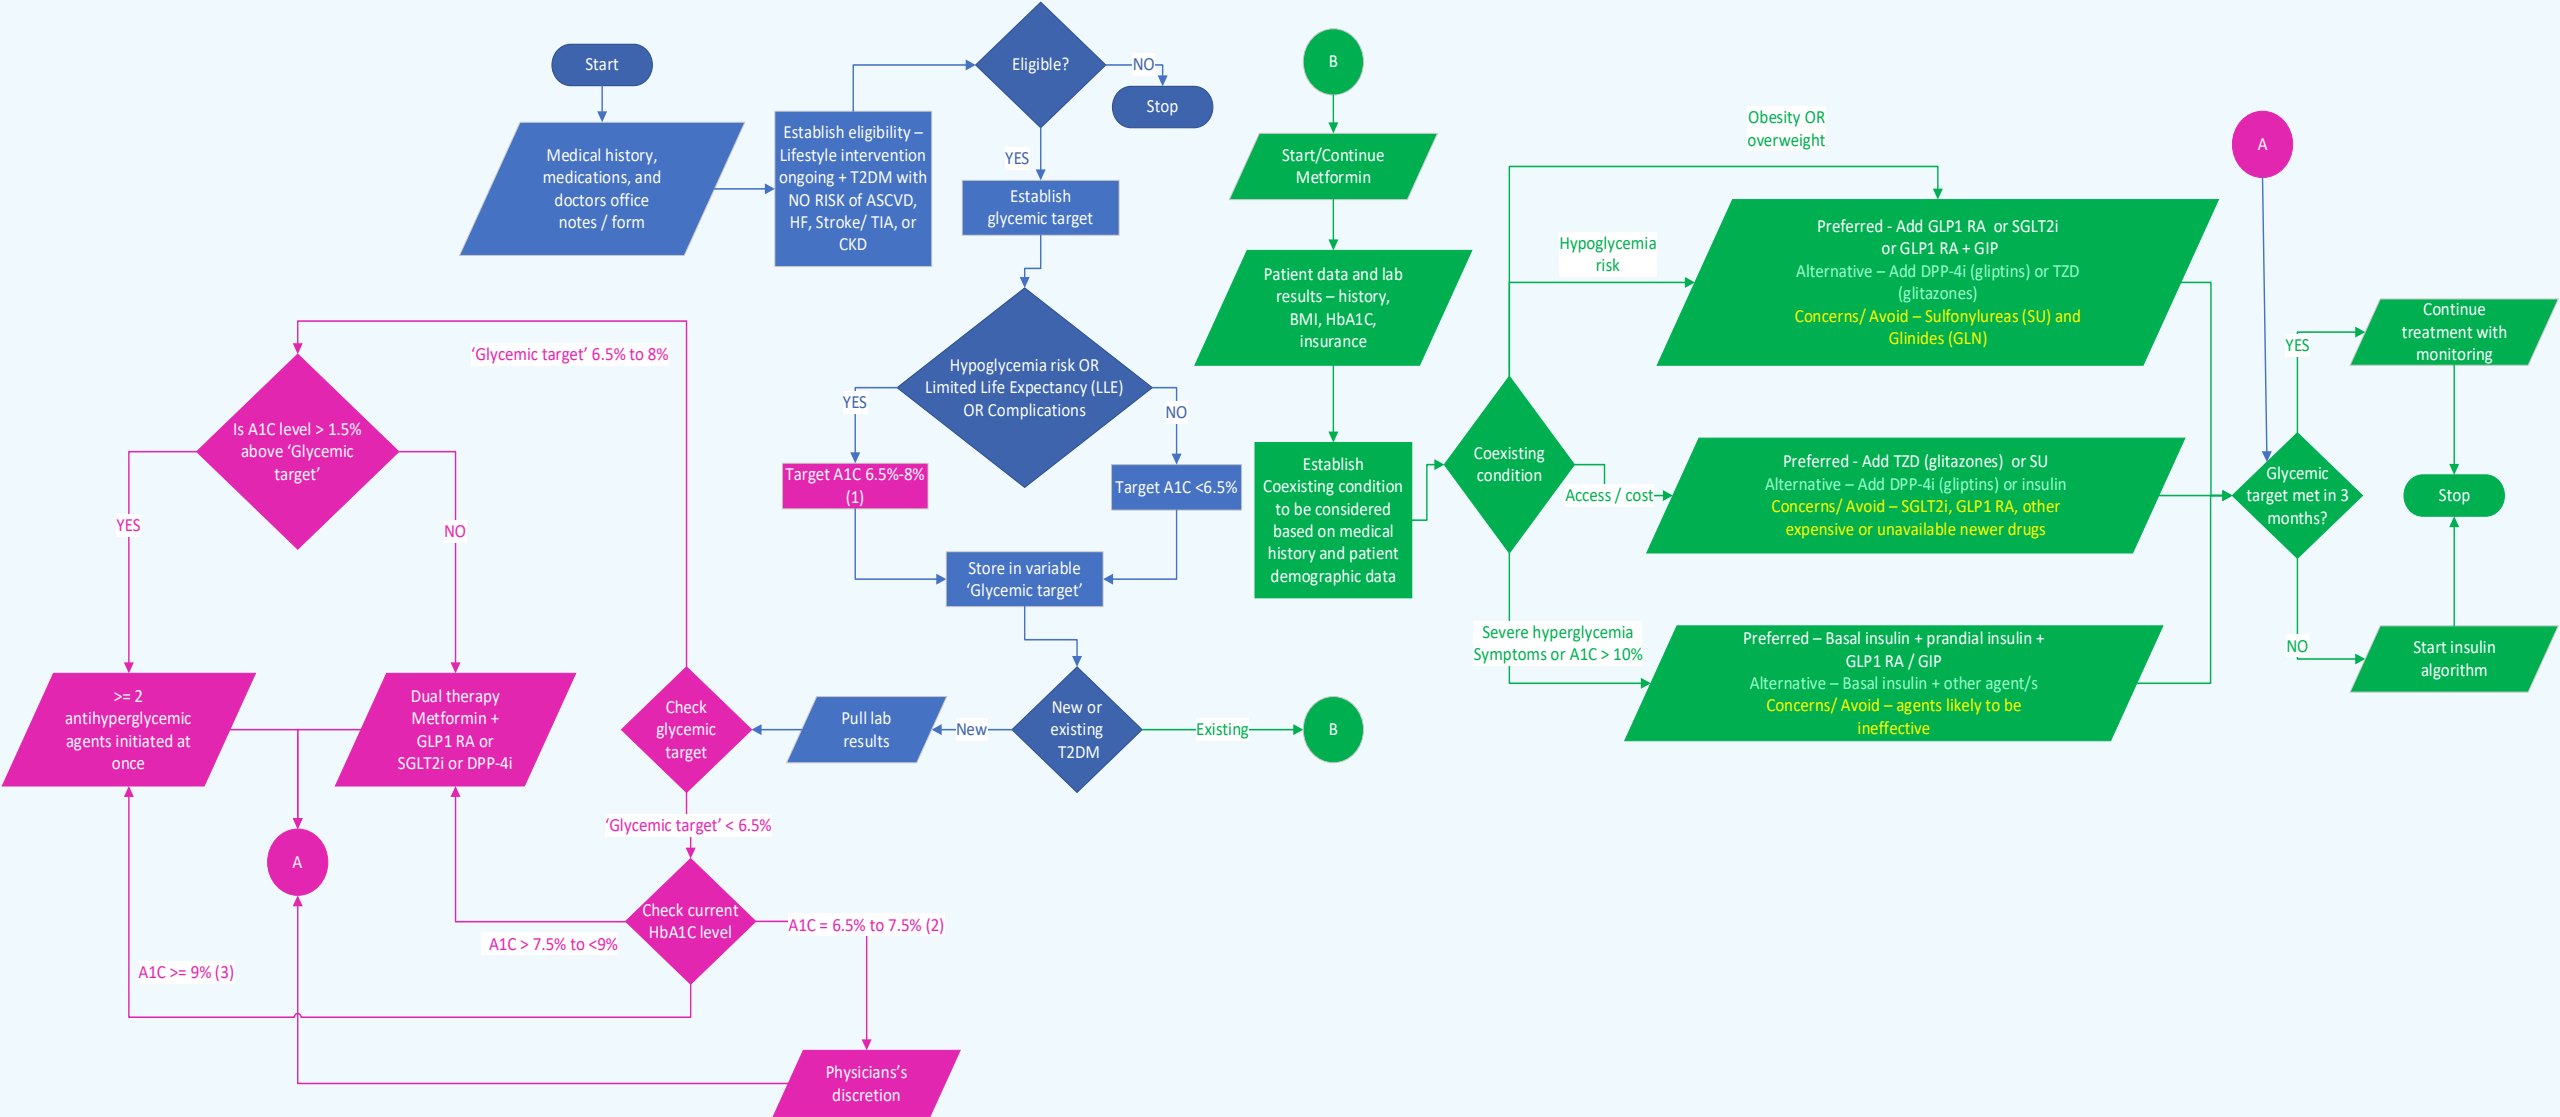 Start
Medical history,
medications, and
doctors office
notes / form
Establish eligibility –
Lifestyle intervention
ongoing + T2DM with
NO RISK of ASCVD,
HF, Stroke/ TIA, or
CKD
Eligible?
NO
Stop
YES
Establish
glycemic target
Hypoglycemia risk OR
Limited Life Expectancy (LLE)
OR Complications
YES
NO
Target A1C 6.5%-8%
(1)
Target A1C <6.5%
Store in variable
‘Glycemic target’
New or
existing
T2DM
New
Existing
B
Pull lab
results
Check
glycemic
target
‘Glycemic target’ 6.5% to 8%
Is A1C level > 1.5%
above ‘Glycemic
target’
YES
NO
>= 2
antihyperglycemic
agents initiated at
once
Dual therapy
Metformin +
GLP1 RA or
SGLT2i or DPP-4i
A
‘Glycemic target’ < 6.5%
Check current
HbA1C level
A1C = 6.5% to 7.5% (2)
A1C > 7.5% to <9%
A1C >= 9% (3)
Physicians’s
discretion
B
Start/Continue
Metformin
Patient data and lab
results – history,
BMI, HbA1C,
insurance
Establish
Coexisting condition
to be considered
based on medical
history and patient
demographic data
Coexisting
condition
Obesity OR
overweight
Hypoglycemia
risk
Access / cost
Severe hyperglycemia
Symptoms or A1C > 10%
Preferred - Add GLP1 RA or SGLT2i
or GLP1 RA + GIP
Alternative – Add DPP-4i (gliptins) or TZD
(glitazones)
Concerns/ Avoid – Sulfonylureas (SU) and
Glinides (GLN)
Preferred - Add TZD (glitazones) or SU
Alternative – Add DPP-4i (gliptins) or insulin
Concerns/ Avoid – SGLT2i, GLP1 RA, other
expensive or unavailable newer drugs
Preferred – Basal insulin + prandial insulin +
GLP1 RA / GIP
Alternative – Basal insulin + other agent/s
Concerns/ Avoid – agents likely to be
ineffective
A
Glycemic
target met in 3
months?
YES
Continue
treatment with
monitoring
Stop
NO
Start insulin
algorithm